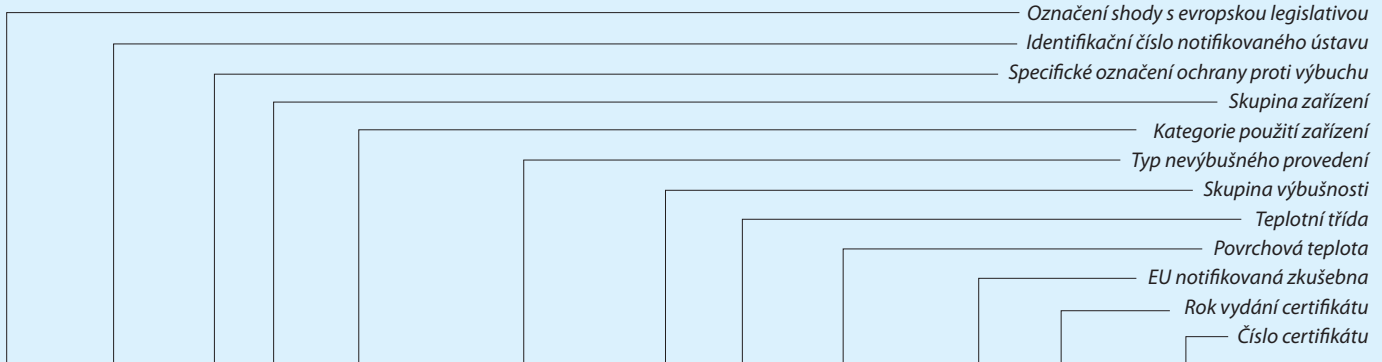 Označení shody s evropskou legislativou
Identifikační číslo notifikovaného ústavu
Specifické označení ochrany proti výbuchu
Skupina zařízení
Kategorie použití zařízení
Typ nevýbušného provedení
Skupina výbušnosti
Teplotní třída
Povrchová teplota
EU notifikovaná zkušebna
Rok vydání certifikátu
Číslo certifikátu